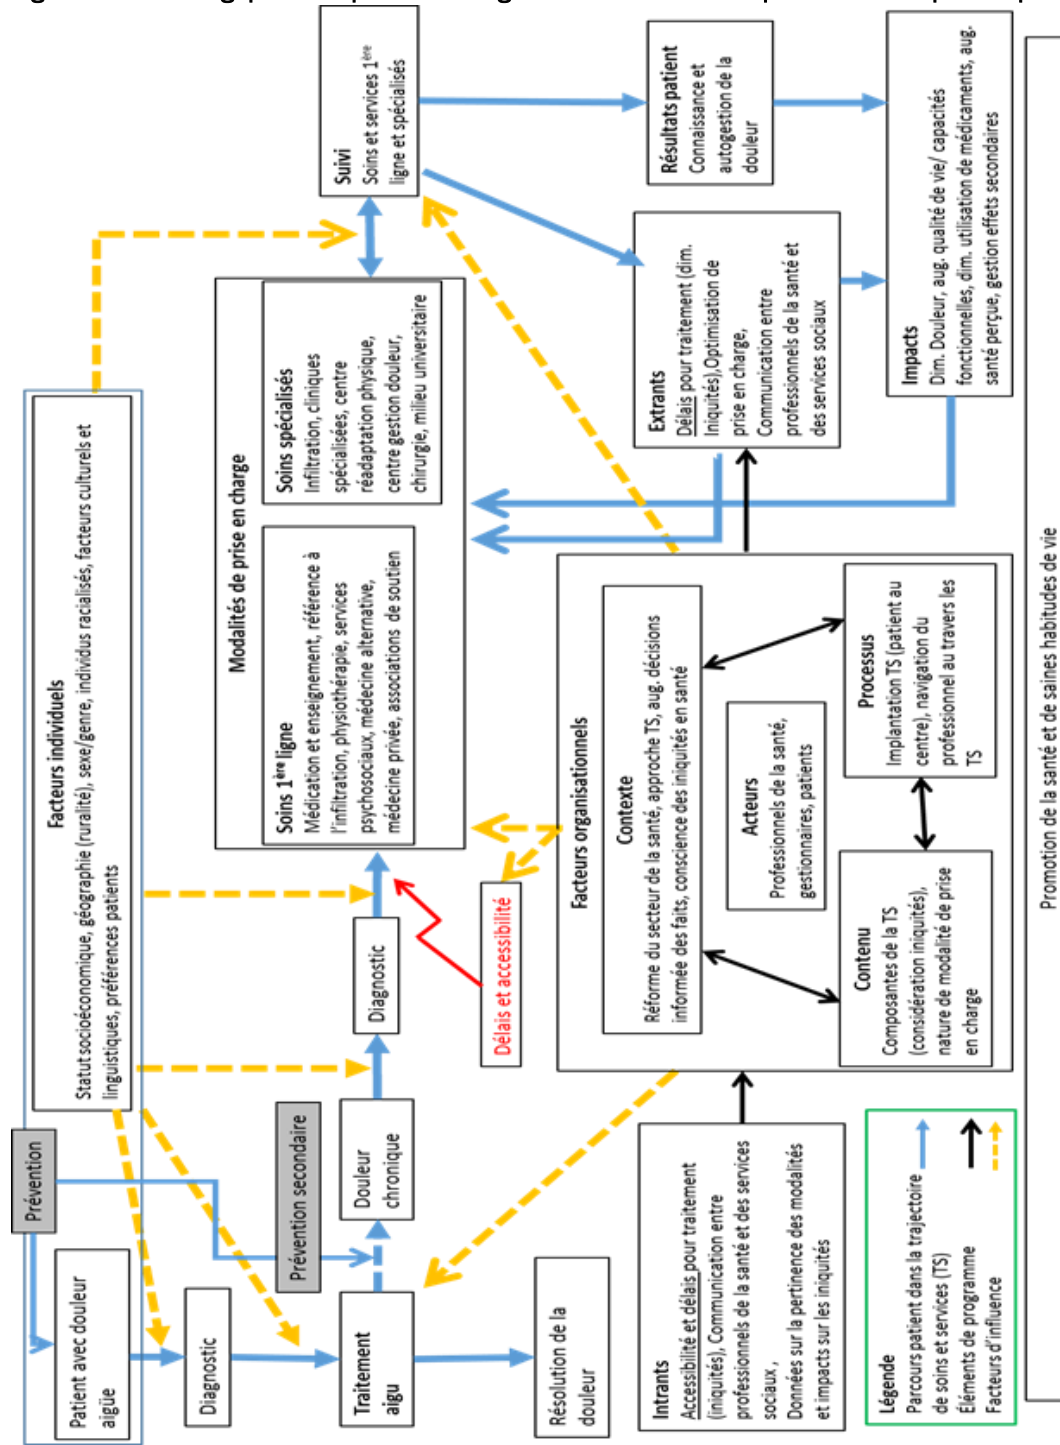 Facteurs individuels
Statut socioéconomique, géographie (ruralité), sexe/genre, individus racialisés, facteurs culturels et
linguistiques, préférences patients
Prévention
Patient avec douleur
aigüe
Diagnostic
Traitement
aigu
Résolution de la
douleur
Prévention secondaire
Douleur
chronique
Diagnostic
Délais et accessibilité
Modalités de prise en charge
Soins 1ère ligne
Médication et enseignement, référence à
l'infiltration, physiothérapie, services
psychosociaux, médecine alternative,
médecine privée, associations de soutien
Soins spécialisés
Infiltration, cliniques
spécialisées, centre
réadaptation physique,
centre gestion douleur,
chirurgie, milieu universitaire
Suivi
Soins et services 1ère
ligne et spécialisés
Intrants
Accessibilité et délais pour traitement
(iniquités), Communication entre
professionnels de la santé et des services
sociaux ,
Données sur la pertinence des modalités
et impacts sur les iniquités
Facteurs organisationnels
Contexte
Réforme du secteur de la santé, approche TS, aug. décisions
informée des faits, conscience des iniquités en santé
Acteurs
Professionnels de la santé,
gestionnaires, patients
Contenu
Composantes de la TS
(considération iniquités),
nature de modalité de prise
en charge
Processus
Implantation TS (patient au
centre), navigation du
professionnel au travers les
TS
Extrants
Délais pour traitement (dim.
Iniquités),Optimisation de
prise en charge,
Communication entre
professionnels de la santé et
des services sociaux
Résultats patient
Connaissance et
autogestion de la
douleur
Impacts
Dim. Douleur, aug. qualité de vie/ capacités
fonctionnelles, dim. utilisation de médicaments, aug.
santé perçue, gestion effets secondaires
Légende
Parcours patient dans la trajectoire
de soins et services (TS)
Éléments de programme
Facteurs d'influence
Promotion de la santé et de saines habitudes de vie